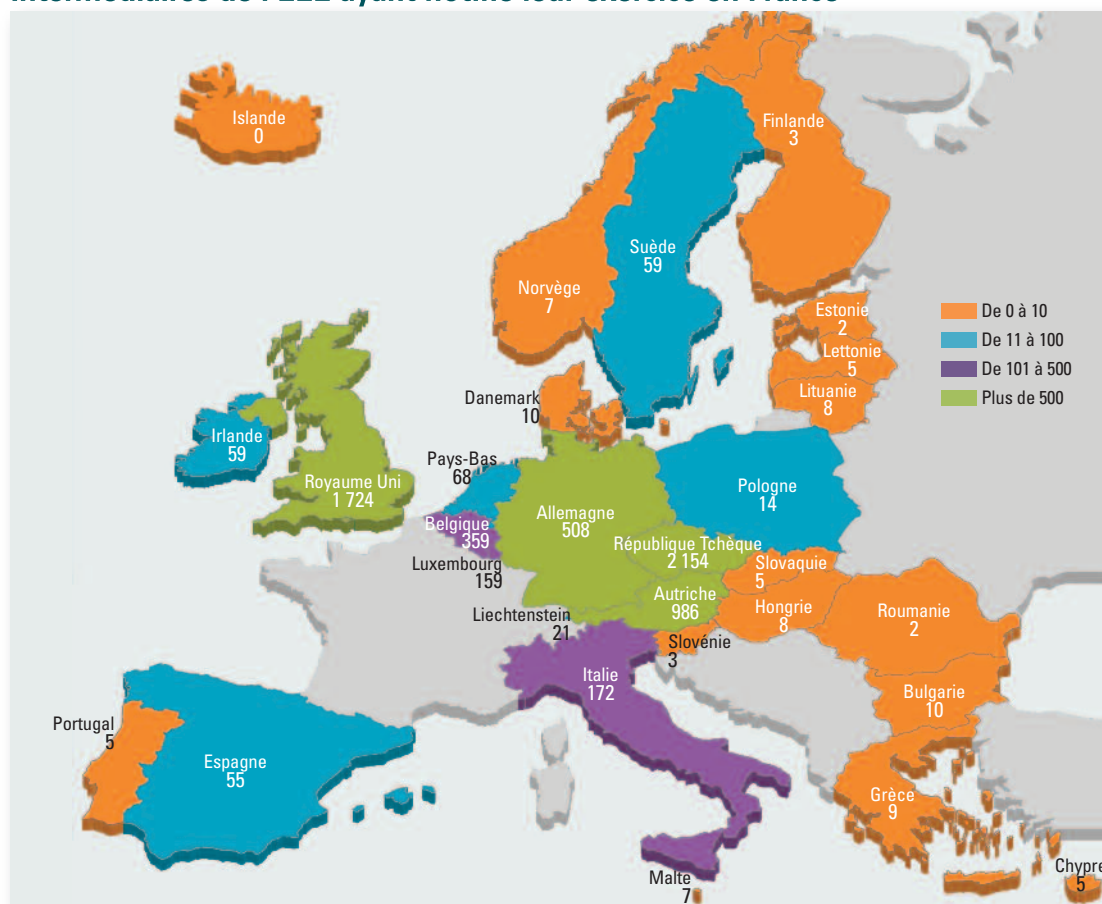 Islande
0
Finlande
3
Suède
59
Norvège
7
Estonie
2
Lettonie
5
Lituanie
8
De 0 à 10
De 11 à 100
De 101 à 500
Plus de 500
Danemark
10
Irlande
59
Royaume Uni
1 724
Pays-Bas
68
Belgique
359
Luxembourg
159
Allemagne
508
Pologne
14
République Tchèque
2 154
Slovaquie
5
Autriche
986
Hongrie
8
Roumanie
2
Liechtenstein
21
Slovénie
3
Italie
172
Bulgarie
10
Portugal
5
Espagne
55
Grèce
9
Malte
7
Chypre
5